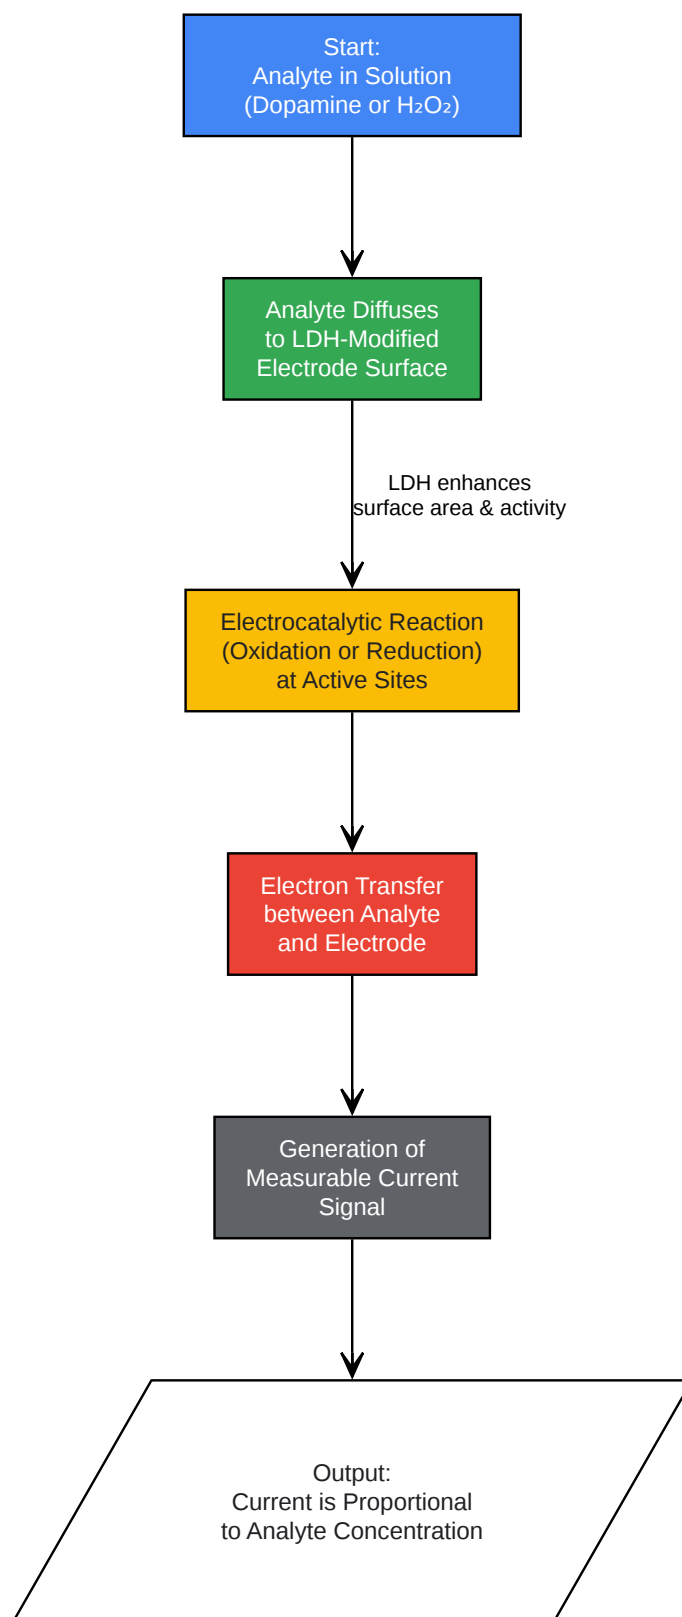 Start:
Analyte in Solution
(Dopamine or H₂O₂)
Analyte Diffuses
to LDH-Modified
Electrode Surface
LDH enhances
surface area & activity
Electrocatalytic Reaction
(Oxidation or Reduction)
at Active Sites
Electron Transfer
between Analyte
and Electrode
Generation of
Measurable Current
Signal
Output:
Current is Proportional
to Analyte Concentration